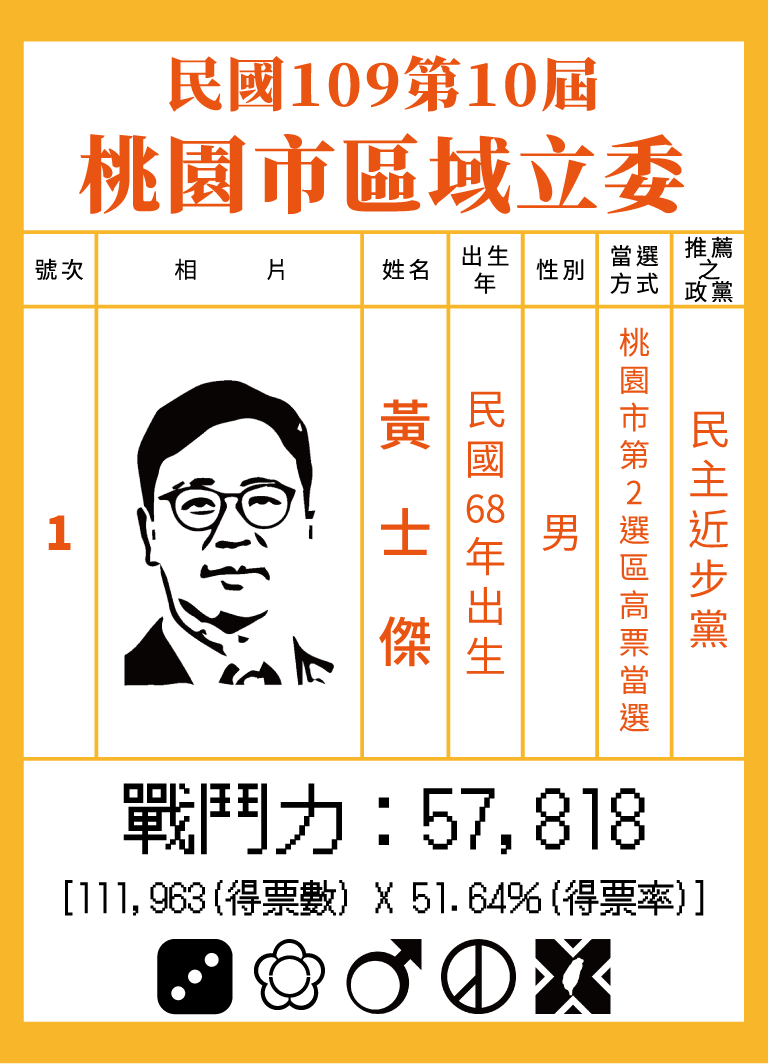 民國109第10屆
桃園市區域立委
號次
相 片
姓名
出生
年
性別
當選
方式
推薦
之
政黨
1
黃士傑
民國68年出生
男
桃園市第2選區高票當選
民主近步黨
戰鬥力：57,818
[111,963(得票數) X 51.64%(得票率)]